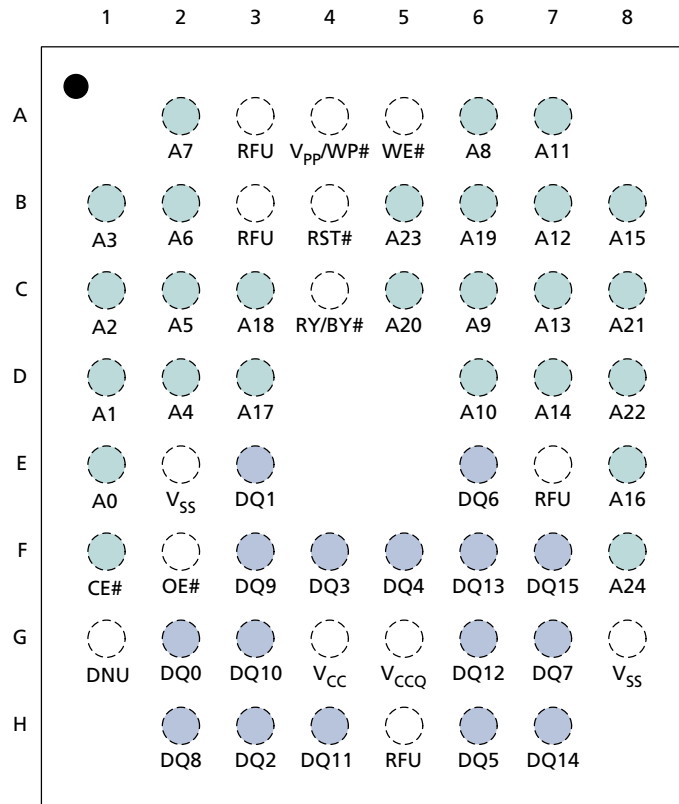 1 2 3 4 5 6 7 8
A
A7 RFU VPP/WP# WE# A8 A11
B
A3 A6 RFU RST# A23 A19 A12 A15
C
A2 A5 A18 RY/BY# A20 A9 A13 A21
D
A1 A4 A17 A10 A14 A22
E
A0 VSS DQ1 DQ6 RFU A16
F
CE# OE# DQ9 DQ3 DQ4 DQ13 DQ15 A24
G
DNU DQ0 DQ10 VCC VCCQ DQ12 DQ7 VSS
H
DQ8 DQ2 DQ11 RFU DQ5 DQ14